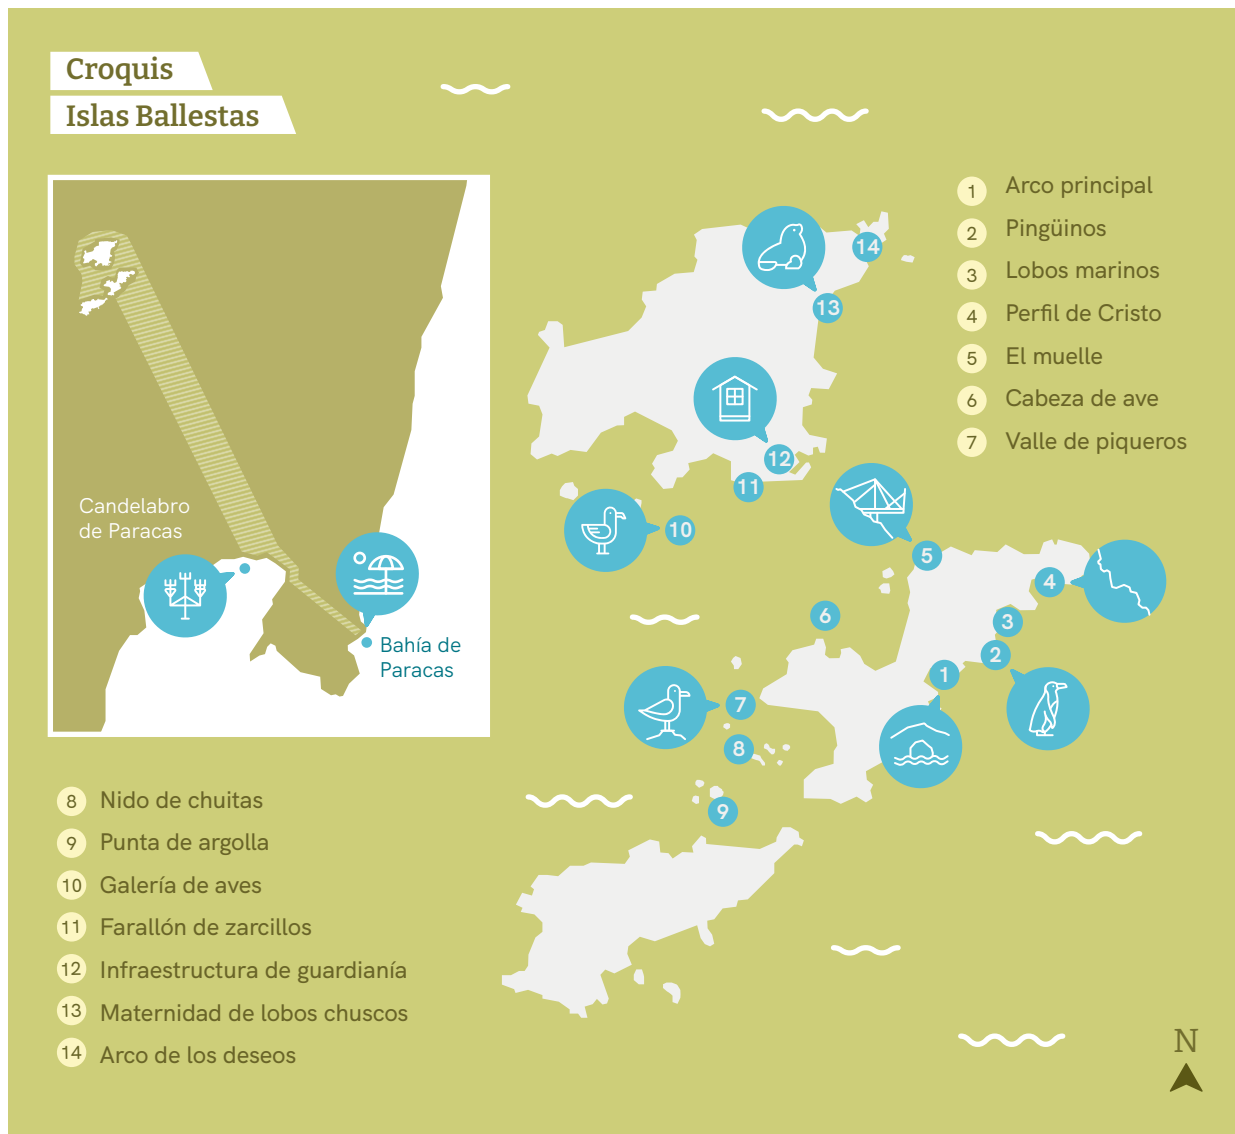 Croquis
Islas Ballestas
Candelabro
de Paracas
Bahía de
Paracas
1 Arco principal
2 Pingüinos
3 Lobos marinos
4 Perfil de Cristo
5 El muelle
6 Cabeza de ave
7 Valle de piqueros
14
13
12
11
10
5
4
6
3
2
1
7
8
9
8 Nido de chuitas
9 Punta de argolla
10 Galería de aves
11 Farallón de zarcillos
12 Infraestructura de guardianía
13 Maternidad de lobos chuscos
14 Arco de los deseos
N